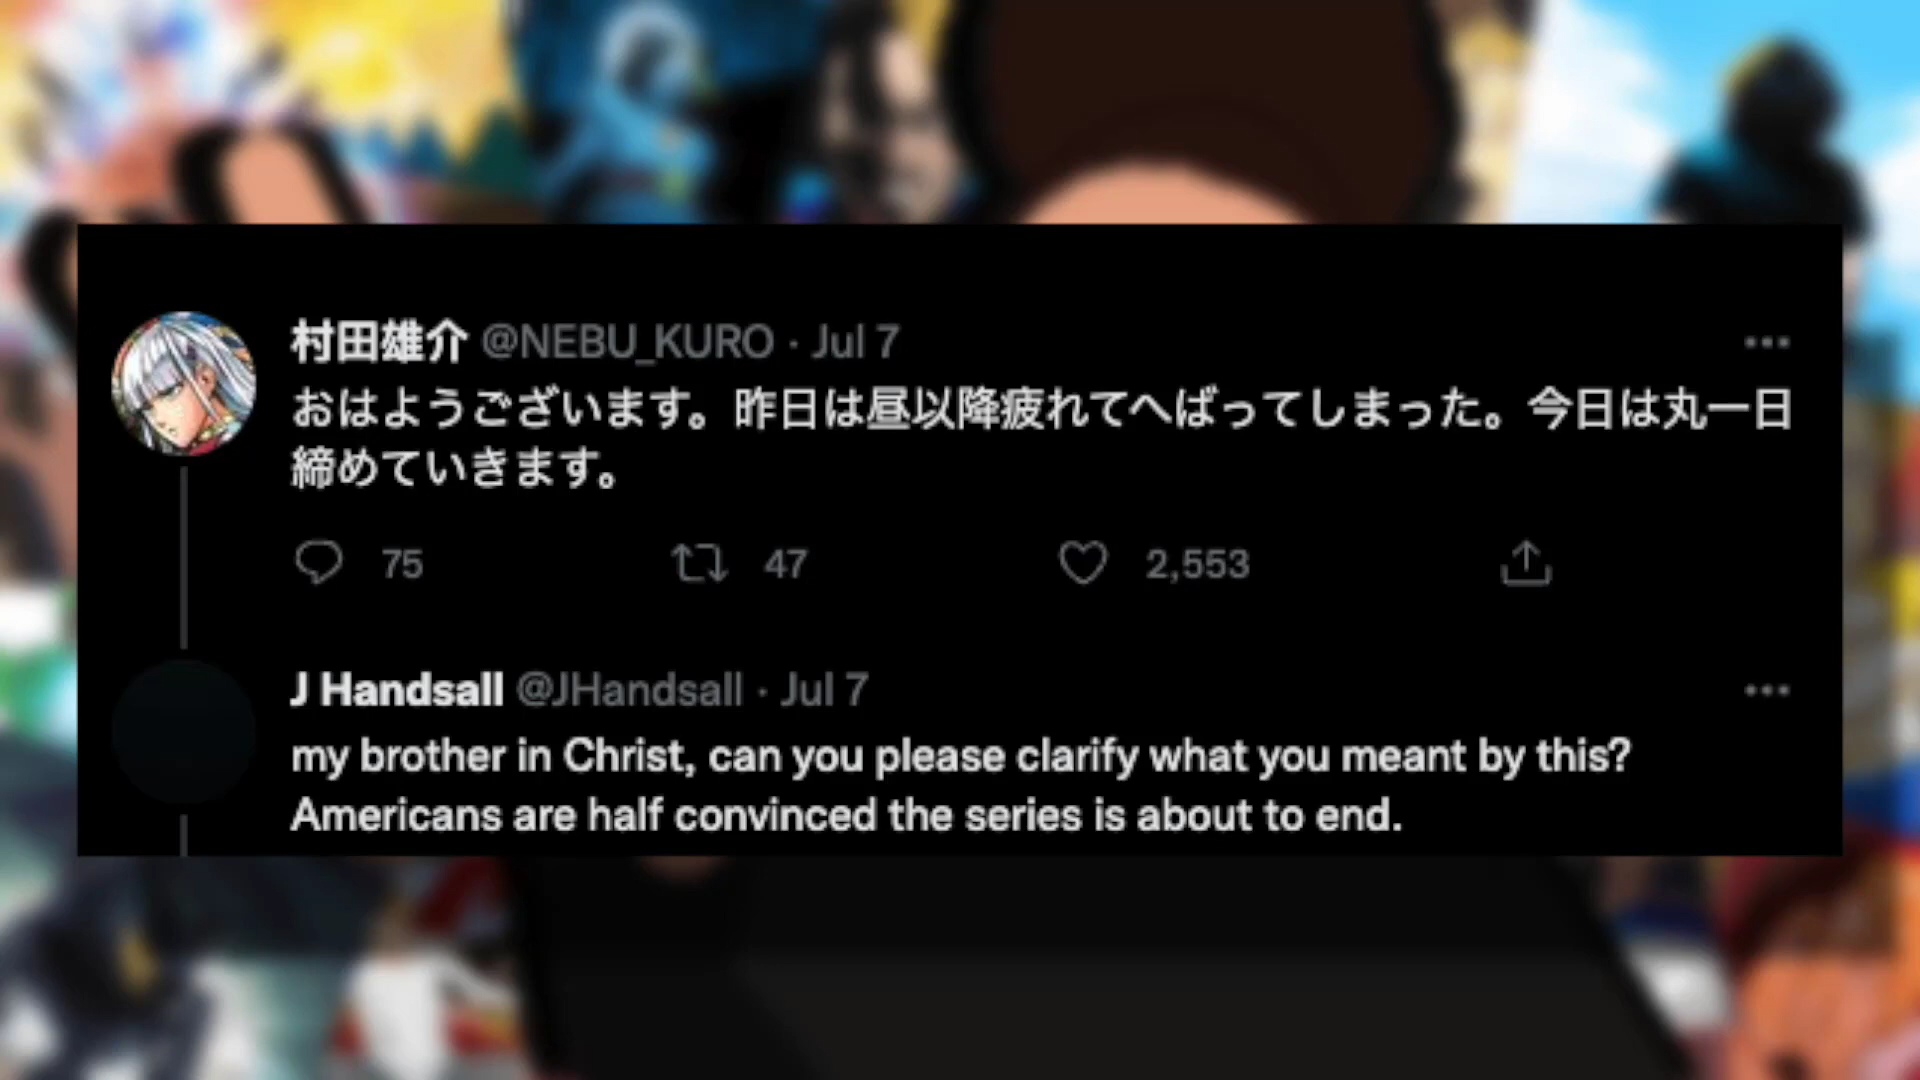 村田雄介 @NEBU_KURO · Jul 7
おはようございます。昨日は昼以降疲れてへばってしまった。今日は丸一日
締めていきます。
75 47 2,553
J Handsall @JHandsall · Jul 7
my brother in Christ, can you please clarify what you meant by this?
Americans are half convinced the series is about to end.